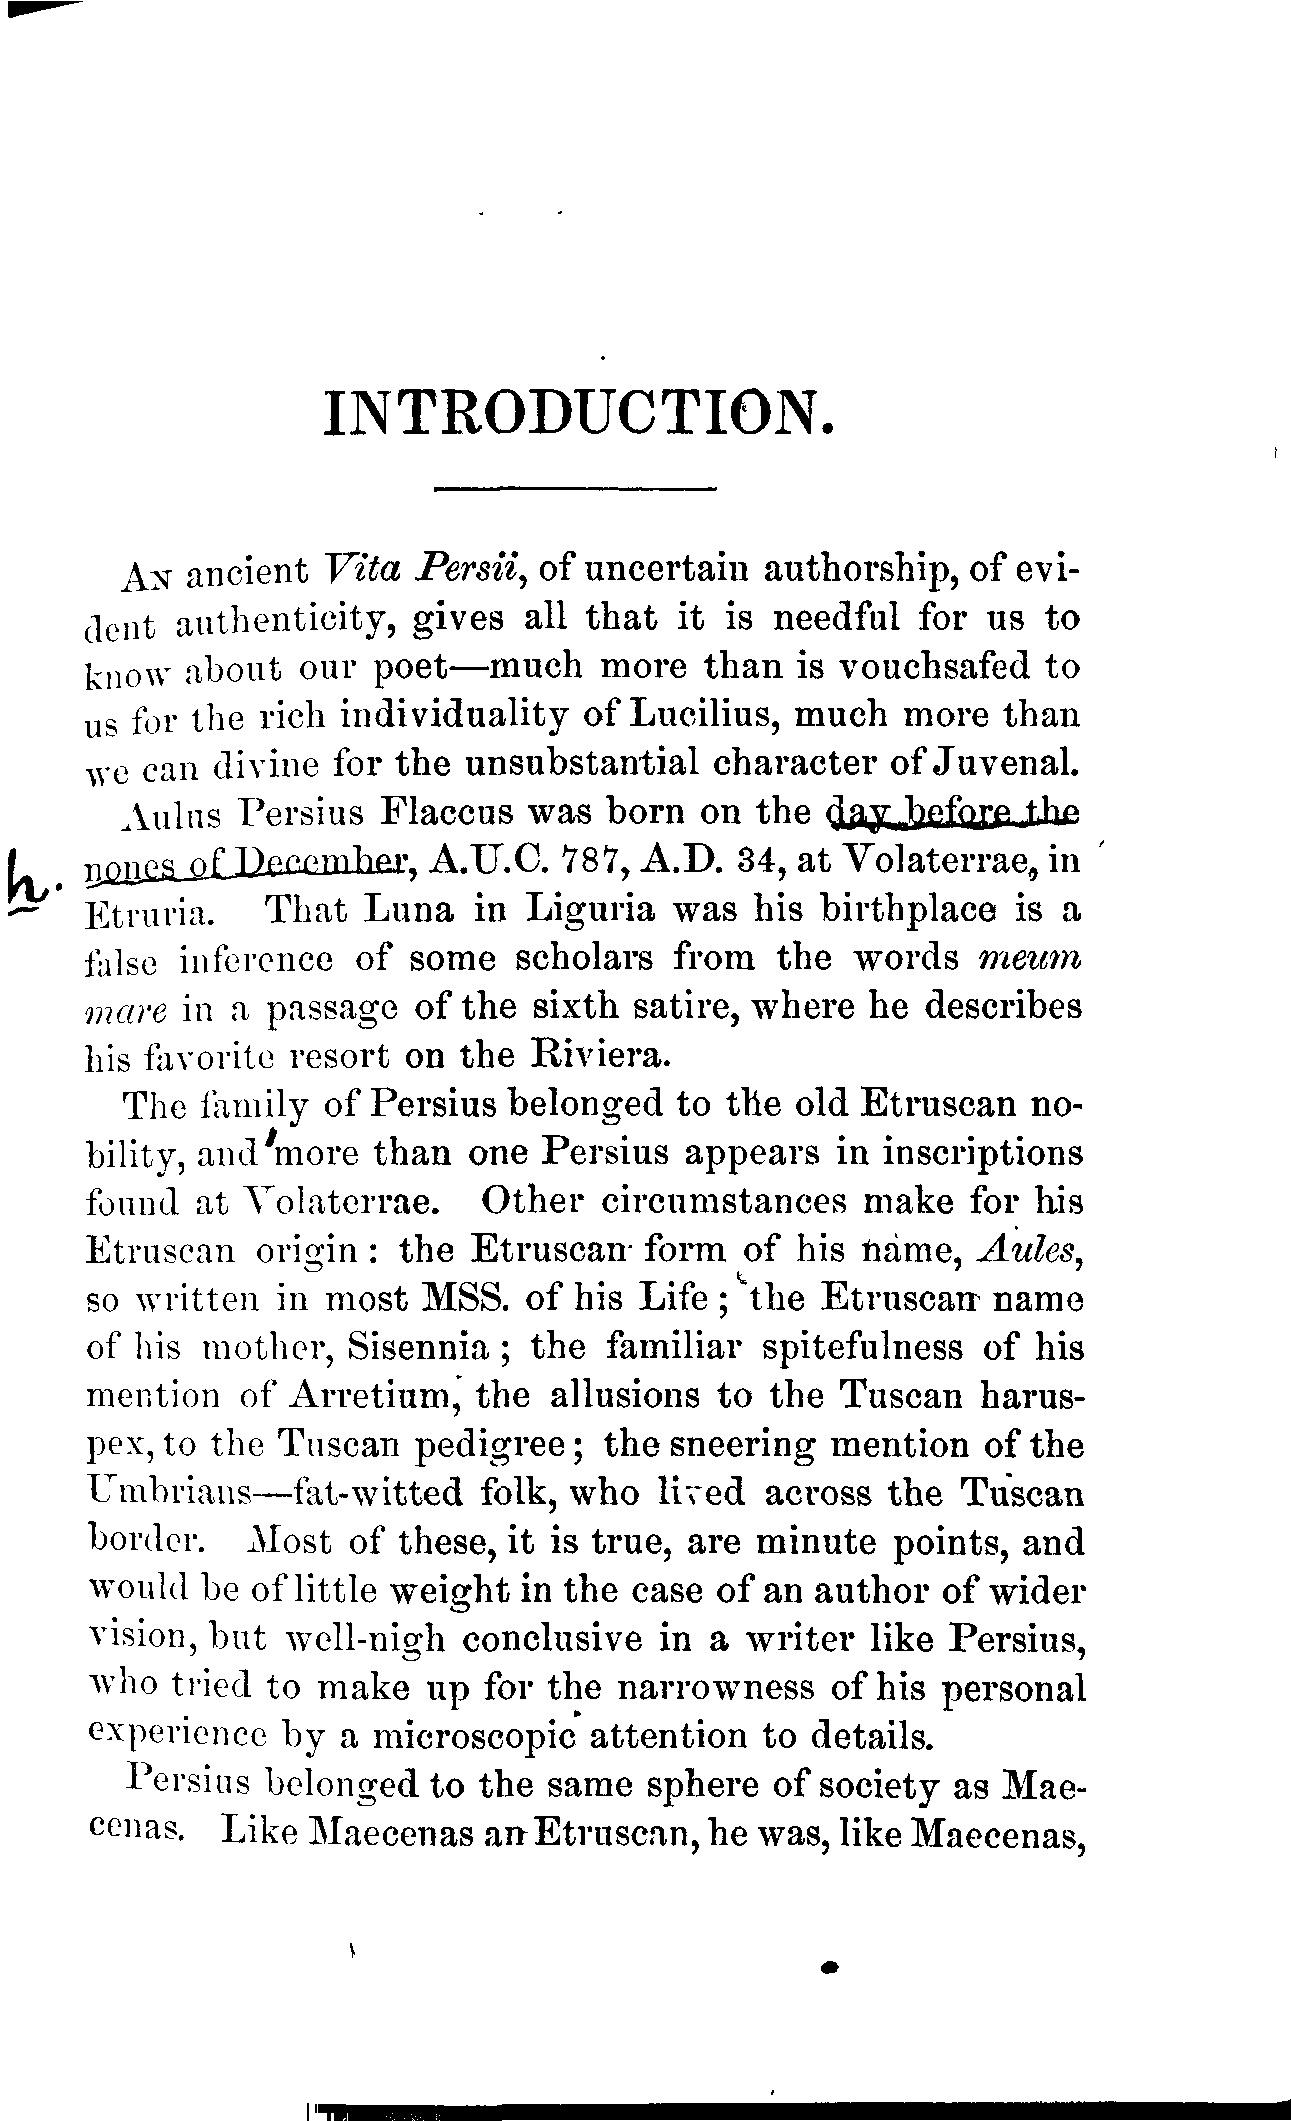 INTRODUCTION.
An ancient Vita Persii, of uncertain authorship, of evi-
dent authenticity, gives all that it is needful for us to
know about our poet—much more than is vouchsafed to
us for the rich individuality of Lucilius, much more than
we can divine for the unsubstantial character of Juvenal.
Aulus Persius Flaccus was born on the day before the
nones of December, A.U.C. 787, A.D. 34, at Volaterrae, in
h.
Etruria. That Luna in Liguria was his birthplace is a
false inference of some scholars from the words meum
mare in a passage of the sixth satire, where he describes
his favorite resort on the Riviera.
The family of Persius belonged to the old Etruscan no-
bility, and more than one Persius appears in inscriptions
found at Volaterrae. Other circumstances make for his
Etruscan origin: the Etruscan form of his name, Aules,
so written in most MSS. of his Life; the Etruscan name
of his mother, Sisennia; the familiar spitefulness of his
mention of Arretium, the allusions to the Tuscan harus-
pex, to the Tuscan pedigree; the sneering mention of the
Umbrians—fat-witted folk, who lived across the Tuscan
border. Most of these, it is true, are minute points, and
would be of little weight in the case of an author of wider
vision, but well-nigh conclusive in a writer like Persius,
who tried to make up for the narrowness of his personal
experience by a microscopic attention to details.
Persius belonged to the same sphere of society as Mae-
cenas. Like Maecenas an Etruscan, he was, like Maecenas,